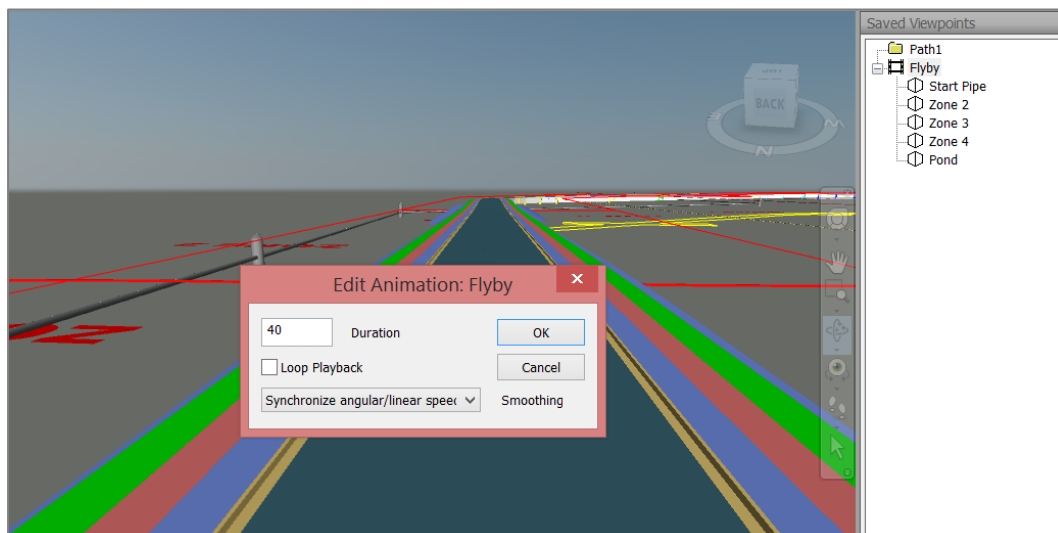 Saved Viewpoints
Path1
Flyby
Start Pipe
Zone 2
Zone 3
Zone 4
Pond
BACK
N
Edit Animation: Flyby
40
Duration
OK
Loop Playback
Cancel
Synchronize angular/linear speed
Smoothing